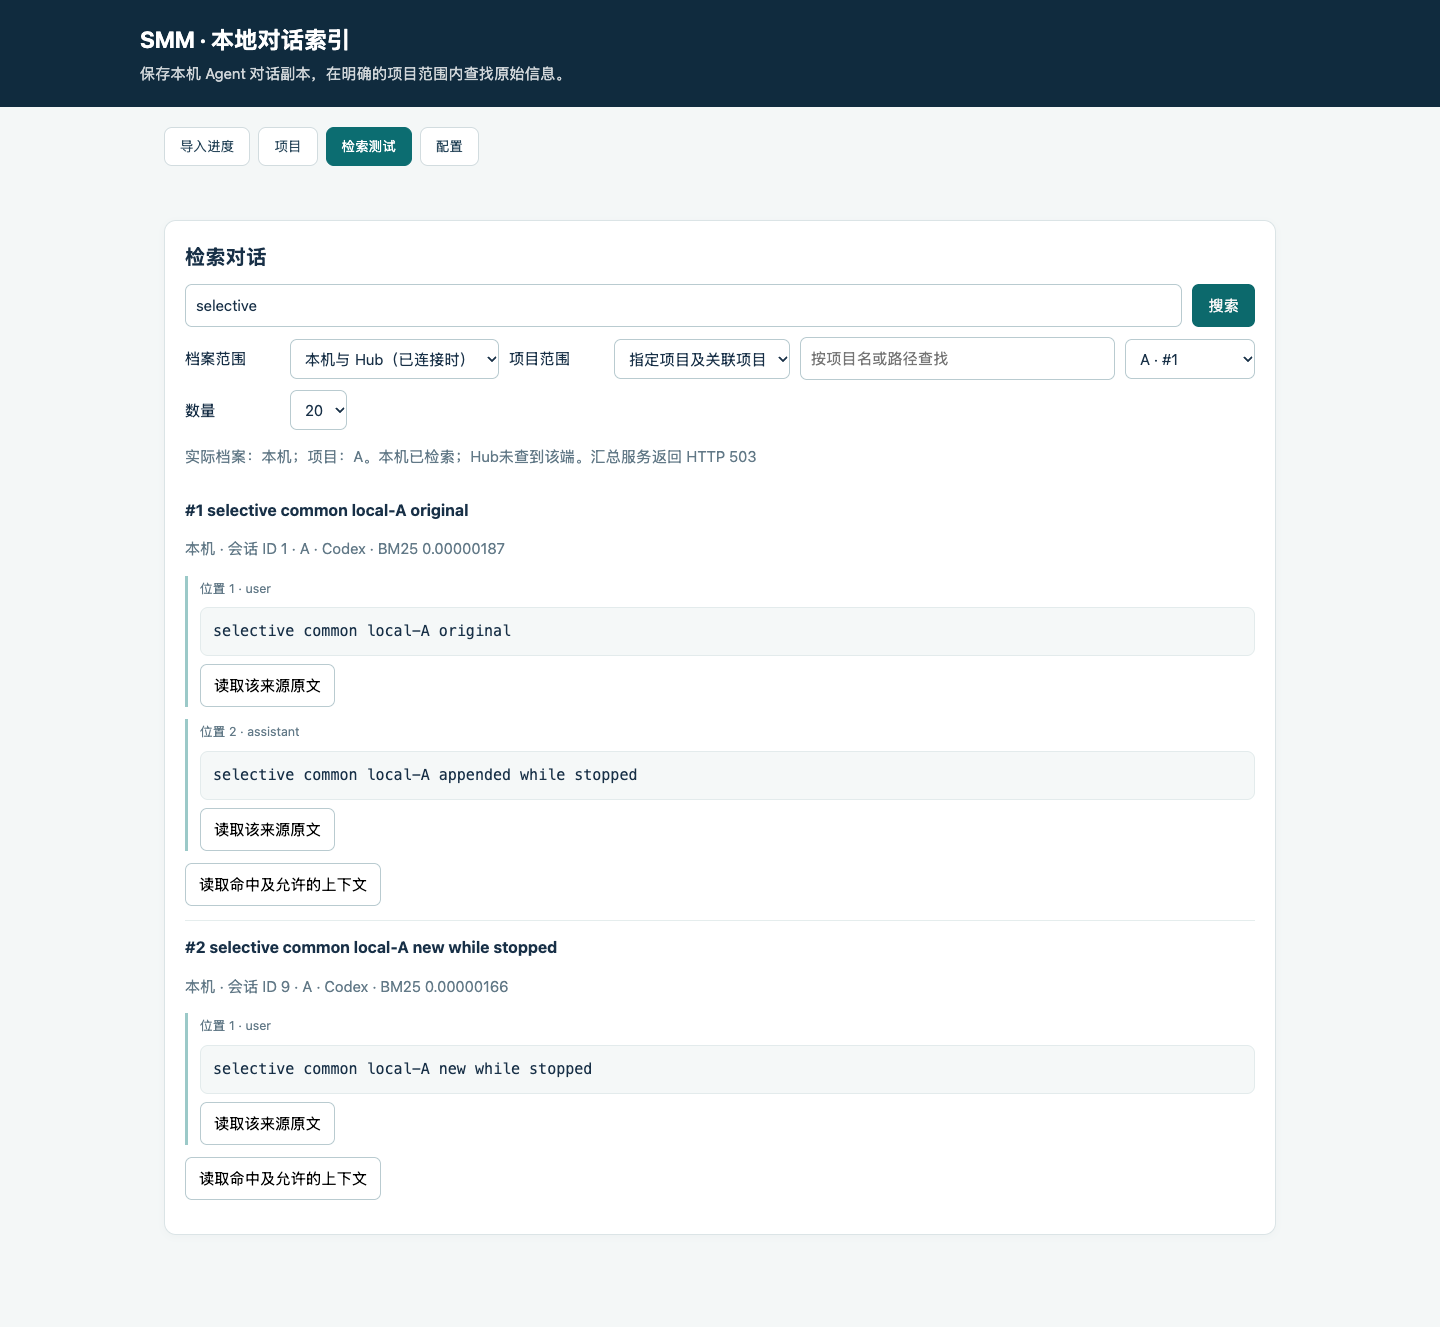 SMM · 本地对话索引
保存本机 Agent 对话副本，在明确的项目范围内查找原始信息。
导入进度 项目 检索测试 配置
检索对话
selective 搜索
档案范围 本机与 Hub（已连接时） 项目范围 指定项目及关联项目 按项目名或路径查找 A · #1
数量 20
实际档案：本机；项目：A。本机已检索；Hub未查到该端。汇总服务返回 HTTP 503
#1 selective common local-A original
本机 · 会话 ID 1 · A · Codex · BM25 0.00000187
位置 1 · user
selective common local-A original
读取该来源原文
位置 2 · assistant
selective common local-A appended while stopped
读取该来源原文
读取命中及允许的上下文
#2 selective common local-A new while stopped
本机 · 会话 ID 9 · A · Codex · BM25 0.00000166
位置 1 · user
selective common local-A new while stopped
读取该来源原文
读取命中及允许的上下文